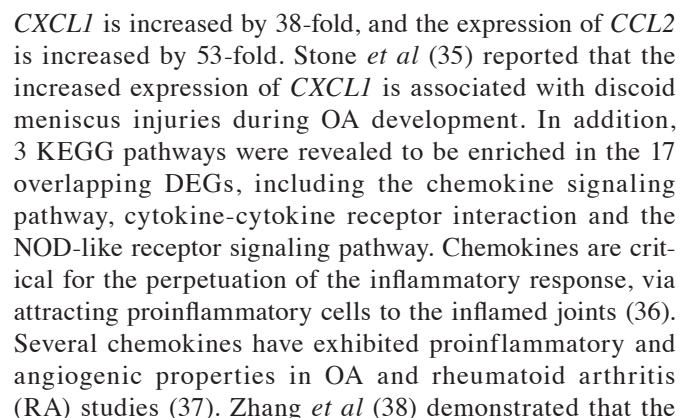 CXCL1 is increased by 38-fold, and the expression of CCL2
is increased by 53-fold. Stone et al (35) reported that the
increased expression of CXCL1 is associated with discoid
meniscus injuries during OA development. In addition,
3 KEGG pathways were revealed to be enriched in the 17
overlapping DEGs, including the chemokine signaling
pathway, cytokine-cytokine receptor interaction and the
NOD-like receptor signaling pathway. Chemokines are crit-
ical for the perpetuation of the inflammatory response, via
attracting proinflammatory cells to the inflamed joints (36).
Several chemokines have exhibited proinflammatory and
angiogenic properties in OA and rheumatoid arthritis
(RA) studies (37). Zhang et al (38) demonstrated that the